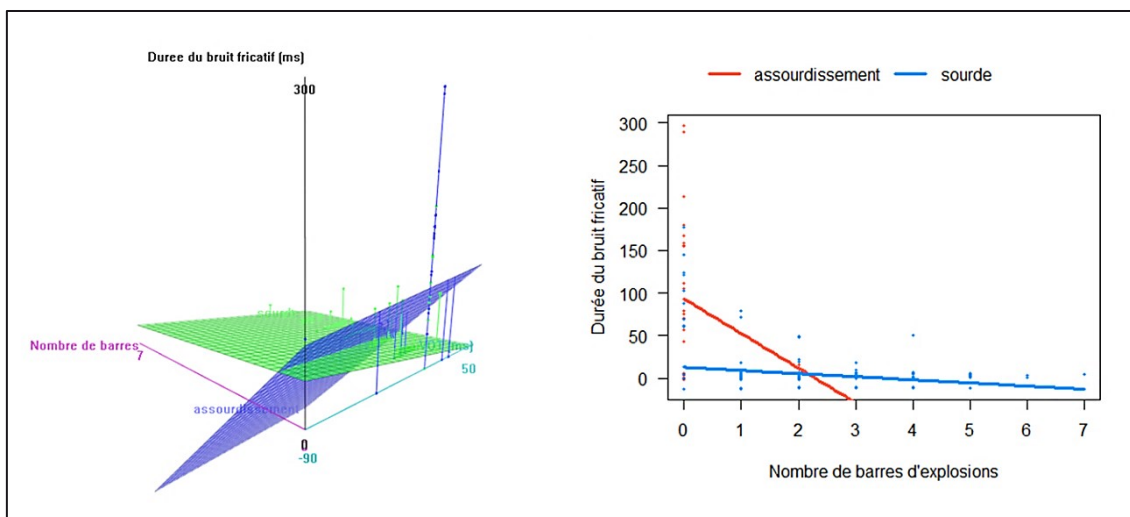 Duree du bruit fricatif (ms)
300
Nombre de barres
7
assourdissement
50
0
-90
assourdissement sourde
Durée du bruit fricatif
300
250
200
150
100
50
0
0 1 2 3 4 5 6 7
Nombre de barres d'explosions